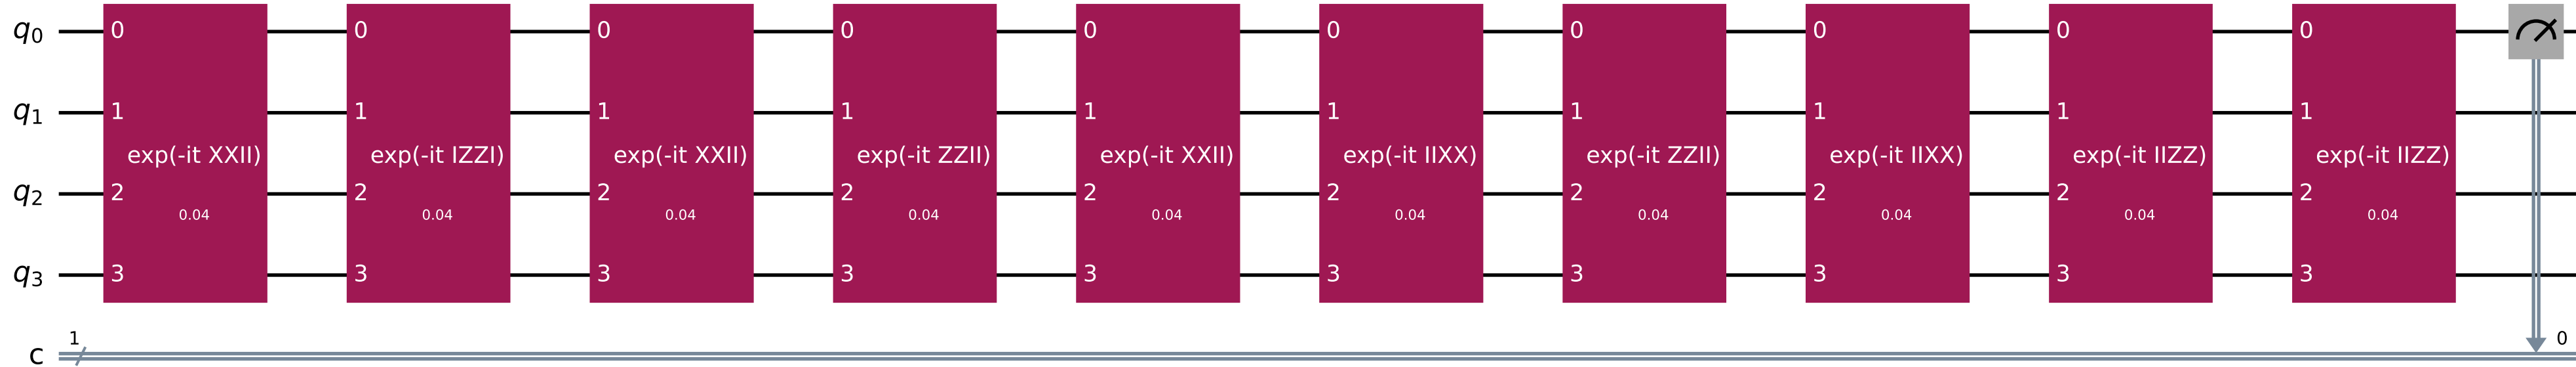 q0 0 0 0 0 0 0 0 0 0 0
q1 1 1 1 1 1 1 1 1 1 1
exp(-it XXII) exp(-it IZZI) exp(-it XXII) exp(-it ZZII) exp(-it XXII) exp(-it IIXX) exp(-it ZZII) exp(-it IIXX) exp(-it IIZZ) exp(-it IIZZ)
q2 2 2 2 2 2 2 2 2 2 2
0.04 0.04 0.04 0.04 0.04 0.04 0.04 0.04 0.04 0.04
q3 3 3 3 3 3 3 3 3 3 3
1 0
c